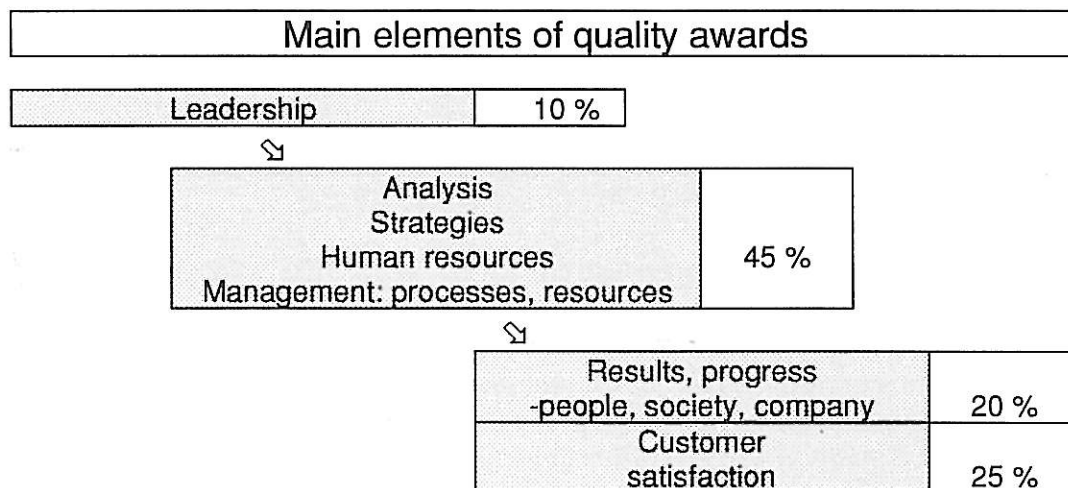 Main elements of quality awards
Leadership 10 %
Analysis
Strategies
Human resources
Management: processes, resources
45 %
Results, progress
-people, society, company 20 %
Customer
satisfaction 25 %